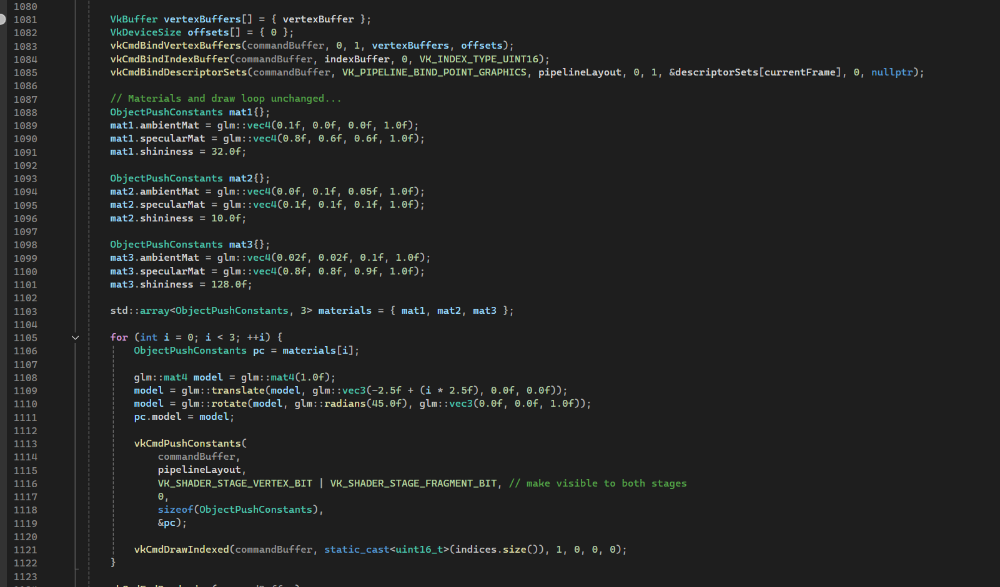 1080
1081 VkBuffer vertexBuffers[] = { vertexBuffer };
1082 VkDeviceSize offsets[] = { 0 };
1083 vkCmdBindVertexBuffers(commandBuffer, 0, 1, vertexBuffers, offsets);
1084 vkCmdBindIndexBuffer(commandBuffer, indexBuffer, 0, VK_INDEX_TYPE_UINT16);
1085 vkCmdBindDescriptorSets(commandBuffer, VK_PIPELINE_BIND_POINT_GRAPHICS, pipelineLayout, 0, 1, &descriptorSets[currentFrame], 0, nullptr);
1086
1087 // Materials and draw loop unchanged...
1088 ObjectPushConstants mat1{};
1089 mat1.ambientMat = glm::vec4(0.1f, 0.0f, 0.0f, 1.0f);
1090 mat1.specularMat = glm::vec4(0.8f, 0.6f, 0.6f, 1.0f);
1091 mat1.shininess = 32.0f;
1092
1093 ObjectPushConstants mat2{};
1094 mat2.ambientMat = glm::vec4(0.0f, 0.1f, 0.05f, 1.0f);
1095 mat2.specularMat = glm::vec4(0.1f, 0.1f, 0.1f, 1.0f);
1096 mat2.shininess = 10.0f;
1097
1098 ObjectPushConstants mat3{};
1099 mat3.ambientMat = glm::vec4(0.02f, 0.02f, 0.1f, 1.0f);
1100 mat3.specularMat = glm::vec4(0.8f, 0.8f, 0.9f, 1.0f);
1101 mat3.shininess = 128.0f;
1102
1103 std::array<ObjectPushConstants, 3> materials = { mat1, mat2, mat3 };
1104
1105 for (int i = 0; i < 3; ++i) {
1106 ObjectPushConstants pc = materials[i];
1107
1108 glm::mat4 model = glm::mat4(1.0f);
1109 model = glm::translate(model, glm::vec3(-2.5f + (i * 2.5f), 0.0f, 0.0f));
1110 model = glm::rotate(model, glm::radians(45.0f), glm::vec3(0.0f, 0.0f, 1.0f));
1111 pc.model = model;
1112
1113 vkCmdPushConstants(
1114 commandBuffer,
1115 pipelineLayout,
1116 VK_SHADER_STAGE_VERTEX_BIT | VK_SHADER_STAGE_FRAGMENT_BIT, // make visible to both stages
1117 0,
1118 sizeof(ObjectPushConstants),
1119 &pc);
1120
1121 vkCmdDrawIndexed(commandBuffer, static_cast<uint16_t>(indices.size()), 1, 0, 0, 0);
1122 }
1123